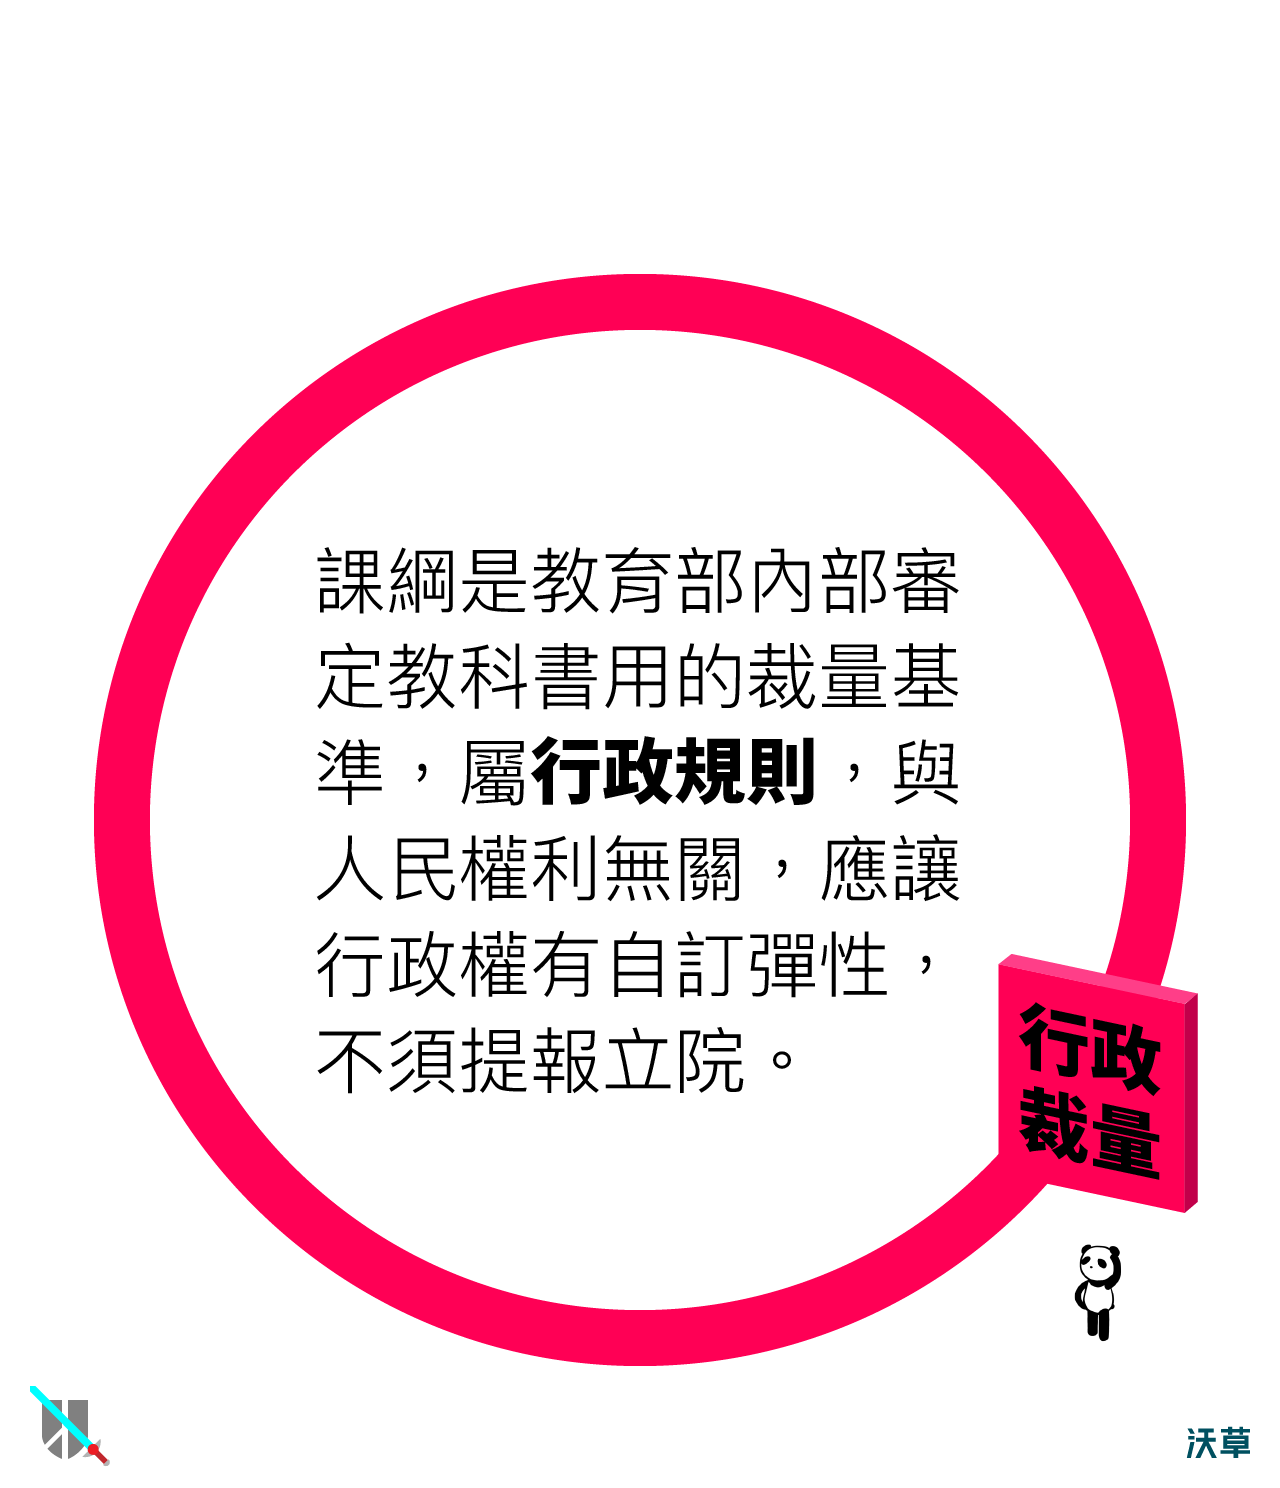 課綱是教育部內部審
定教科書用的裁量基
準，屬行政規則，與
人民權利無關，應讓
行政權有自訂彈性，
不須提報立院。
行政
裁量
沃草